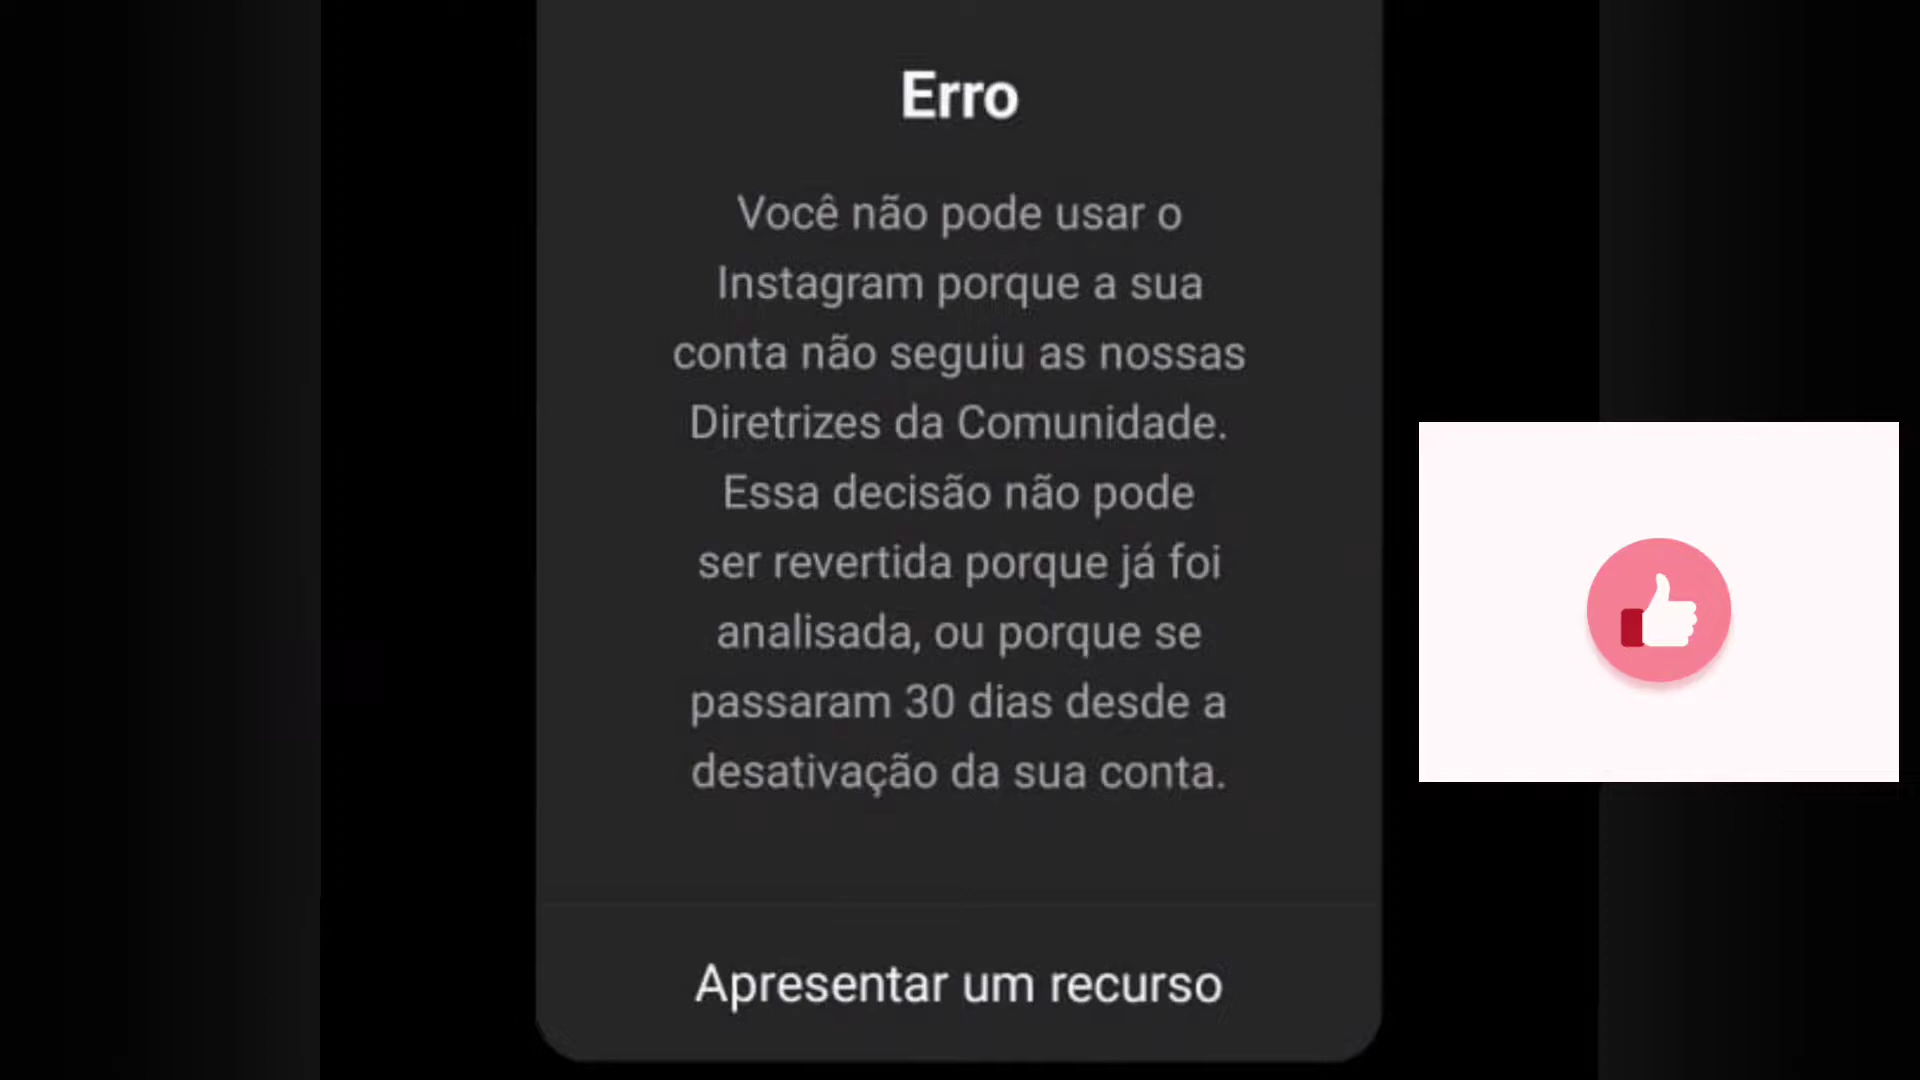 Erro
Você não pode usar o
Instagram porque a sua
conta não seguiu as nossas
Diretrizes da Comunidade.
Essa decisão não pode
ser revertida porque já foi
analisada, ou porque se
passaram 30 dias desde a
desativação da sua conta.
Apresentar um recurso